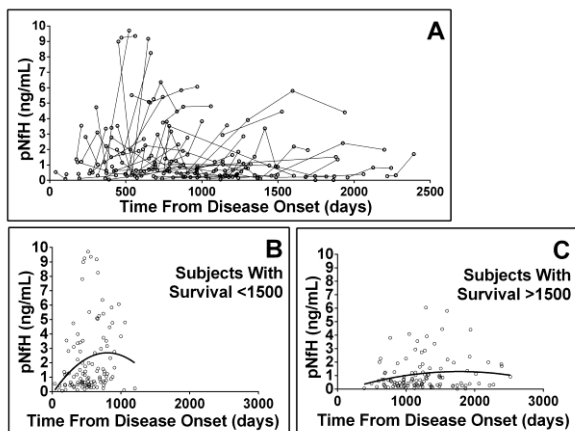 A
pNfH (ng/mL)
10
9
8
7
6
5
4
3
2
1
0
0 500 1000 1500 2000 2500
Time From Disease Onset (days)
B
Subjects With
Survival <1500
pNfH (ng/mL)
10
9
8
7
6
5
4
3
2
1
0
0 1000 2000 3000
Time From Disease Onset (days)
C
Subjects With
Survival >1500
pNfH (ng/mL)
10
9
8
7
6
5
4
3
2
1
0
0 1000 2000 3000
Time From Disease Onset (days)